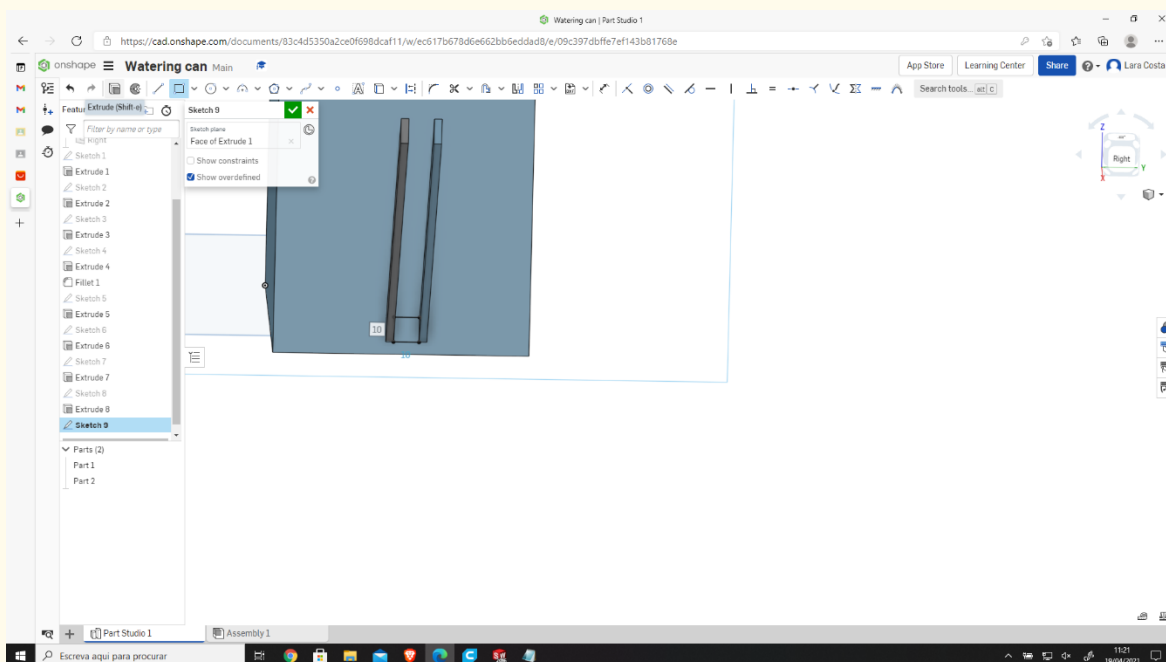 Watering can | Part Studio 1
https://cad.onshape.com/documents/83c4d5350a2ce0f698dcaf11/w/ec617b678d6e662bb6eddad8/e/09c397dbffe7ef143b81768e
onshape Watering can Main
App Store Learning Center Share Lara Costa
Search tools... alt C
Extrude (Shift-e)
Sketch 9
Filter by name or type
Sketch plane
Face of Extrude 1
Show constraints
Show overdefined
Right
Sketch 1
Extrude 1
Sketch 2
Extrude 2
Sketch 3
Extrude 3
Sketch 4
Extrude 4
Fillet 1
Sketch 5
Extrude 5
Sketch 6
Extrude 6
Sketch 7
Extrude 7
Sketch 8
Extrude 8
Sketch 9
Parts (2)
Part 1
Part 2
10
Z
Right
Y
X
Part Studio 1
Assembly 1
Escreva aqui para procurar
11:21
19/04/2021